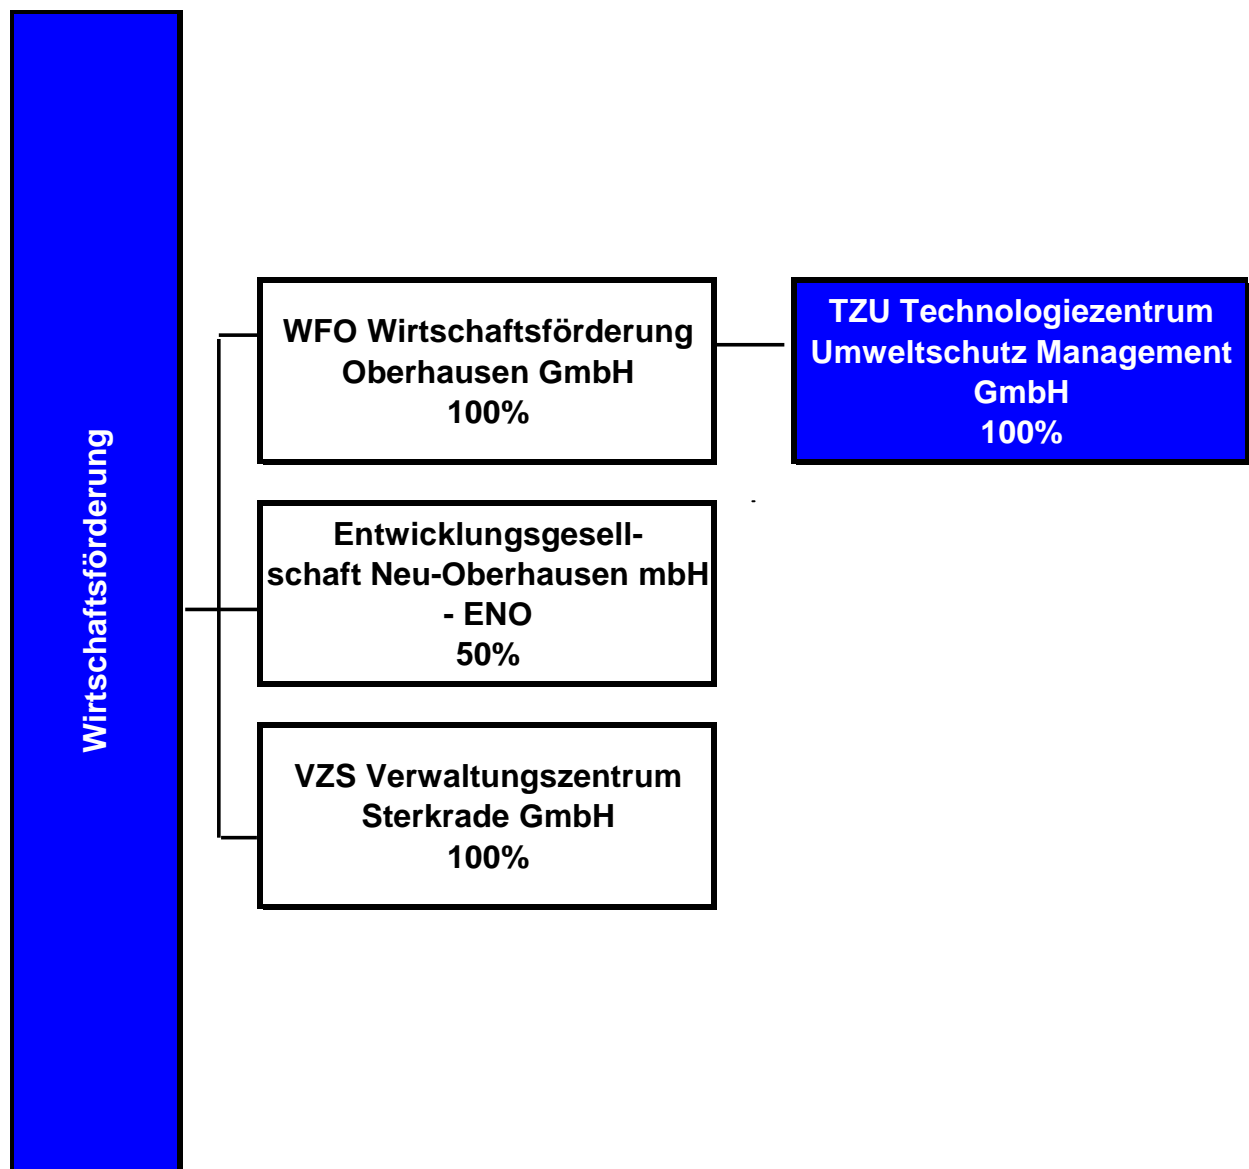 Wirtschaftsförderung
WFO Wirtschaftsförderung
Oberhausen GmbH
100%
TZU Technologiezentrum
Umweltschutz Management
GmbH
100%
Entwicklungsgesell-
schaft Neu-Oberhausen mbH
- ENO
50%
VZS Verwaltungszentrum
Sterkrade GmbH
100%